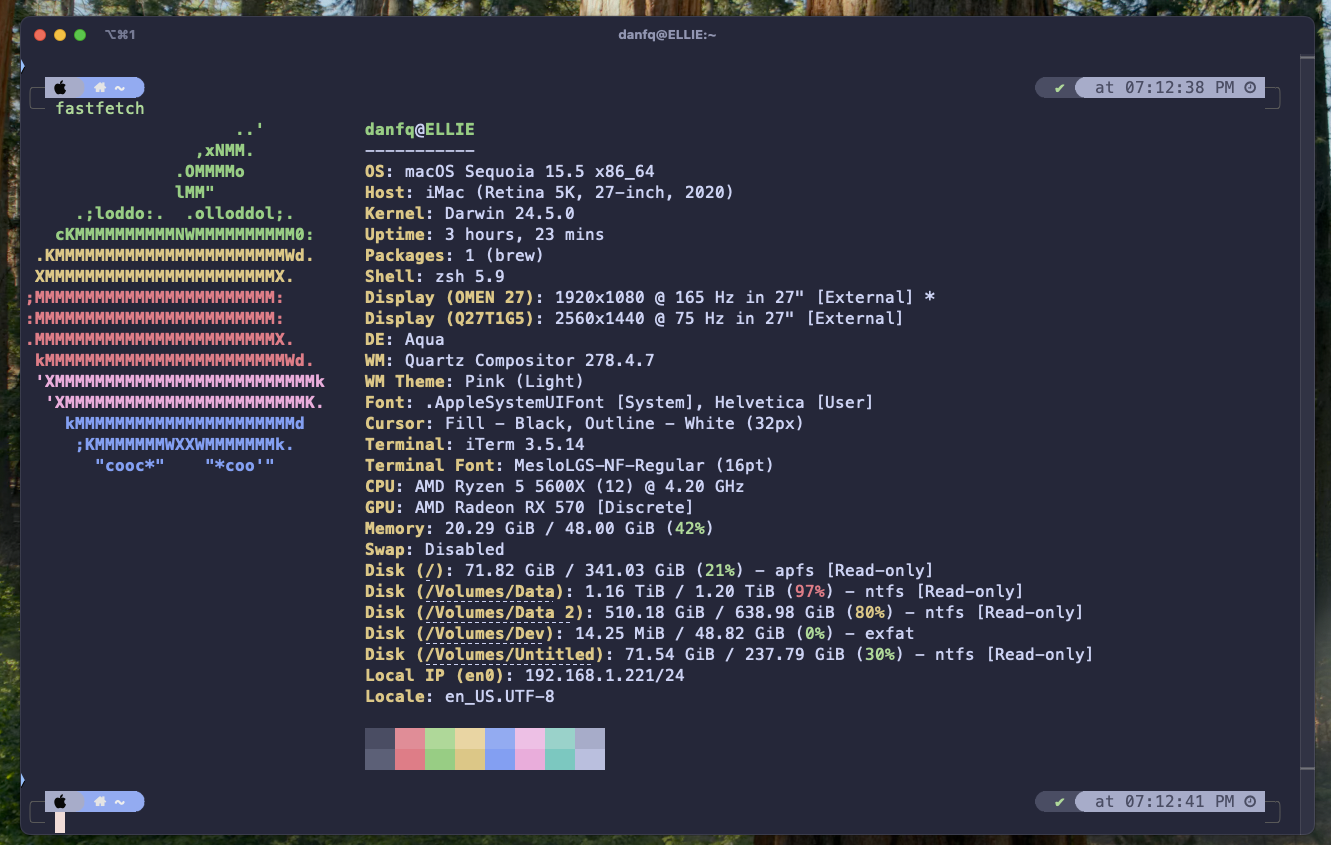 ⌥⌘1
danfq@ELLIE:~
~
✔ at 07:12:38 PM
fastfetch
..'
,xNMM.
.OMMMMo
lMM"
.;loddo:.  .olloddol;.
cKMMMMMMMMMMNWMMMMMMMMMM0:
.KMMMMMMMMMMMMMMMMMMMMMMMWd.
XMMMMMMMMMMMMMMMMMMMMMMMX.
;MMMMMMMMMMMMMMMMMMMMMMMM:
:MMMMMMMMMMMMMMMMMMMMMMMM:
.MMMMMMMMMMMMMMMMMMMMMMMMX.
kMMMMMMMMMMMMMMMMMMMMMMMMWd.
'XMMMMMMMMMMMMMMMMMMMMMMMMMMk
'XMMMMMMMMMMMMMMMMMMMMMMMMK.
kMMMMMMMMMMMMMMMMMMMMMMd
;KMMMMMMMWXXWMMMMMMMk.
"cooc*"    "*coo'"
danfq@ELLIE
-----------
OS: macOS Sequoia 15.5 x86_64
Host: iMac (Retina 5K, 27-inch, 2020)
Kernel: Darwin 24.5.0
Uptime: 3 hours, 23 mins
Packages: 1 (brew)
Shell: zsh 5.9
Display (OMEN 27): 1920x1080 @ 165 Hz in 27" [External] *
Display (Q27T1G5): 2560x1440 @ 75 Hz in 27" [External]
DE: Aqua
WM: Quartz Compositor 278.4.7
WM Theme: Pink (Light)
Font: .AppleSystemUIFont [System], Helvetica [User]
Cursor: Fill - Black, Outline - White (32px)
Terminal: iTerm 3.5.14
Terminal Font: MesloLGS-NF-Regular (16pt)
CPU: AMD Ryzen 5 5600X (12) @ 4.20 GHz
GPU: AMD Radeon RX 570 [Discrete]
Memory: 20.29 GiB / 48.00 GiB (42%)
Swap: Disabled
Disk (/): 71.82 GiB / 341.03 GiB (21%) - apfs [Read-only]
Disk (/Volumes/Data): 1.16 TiB / 1.20 TiB (97%) - ntfs [Read-only]
Disk (/Volumes/Data 2): 510.18 GiB / 638.98 GiB (80%) - ntfs [Read-only]
Disk (/Volumes/Dev): 14.25 MiB / 48.82 GiB (0%) - exfat
Disk (/Volumes/Untitled): 71.54 GiB / 237.79 GiB (30%) - ntfs [Read-only]
Local IP (en0): 192.168.1.221/24
Locale: en_US.UTF-8
~
✔ at 07:12:41 PM